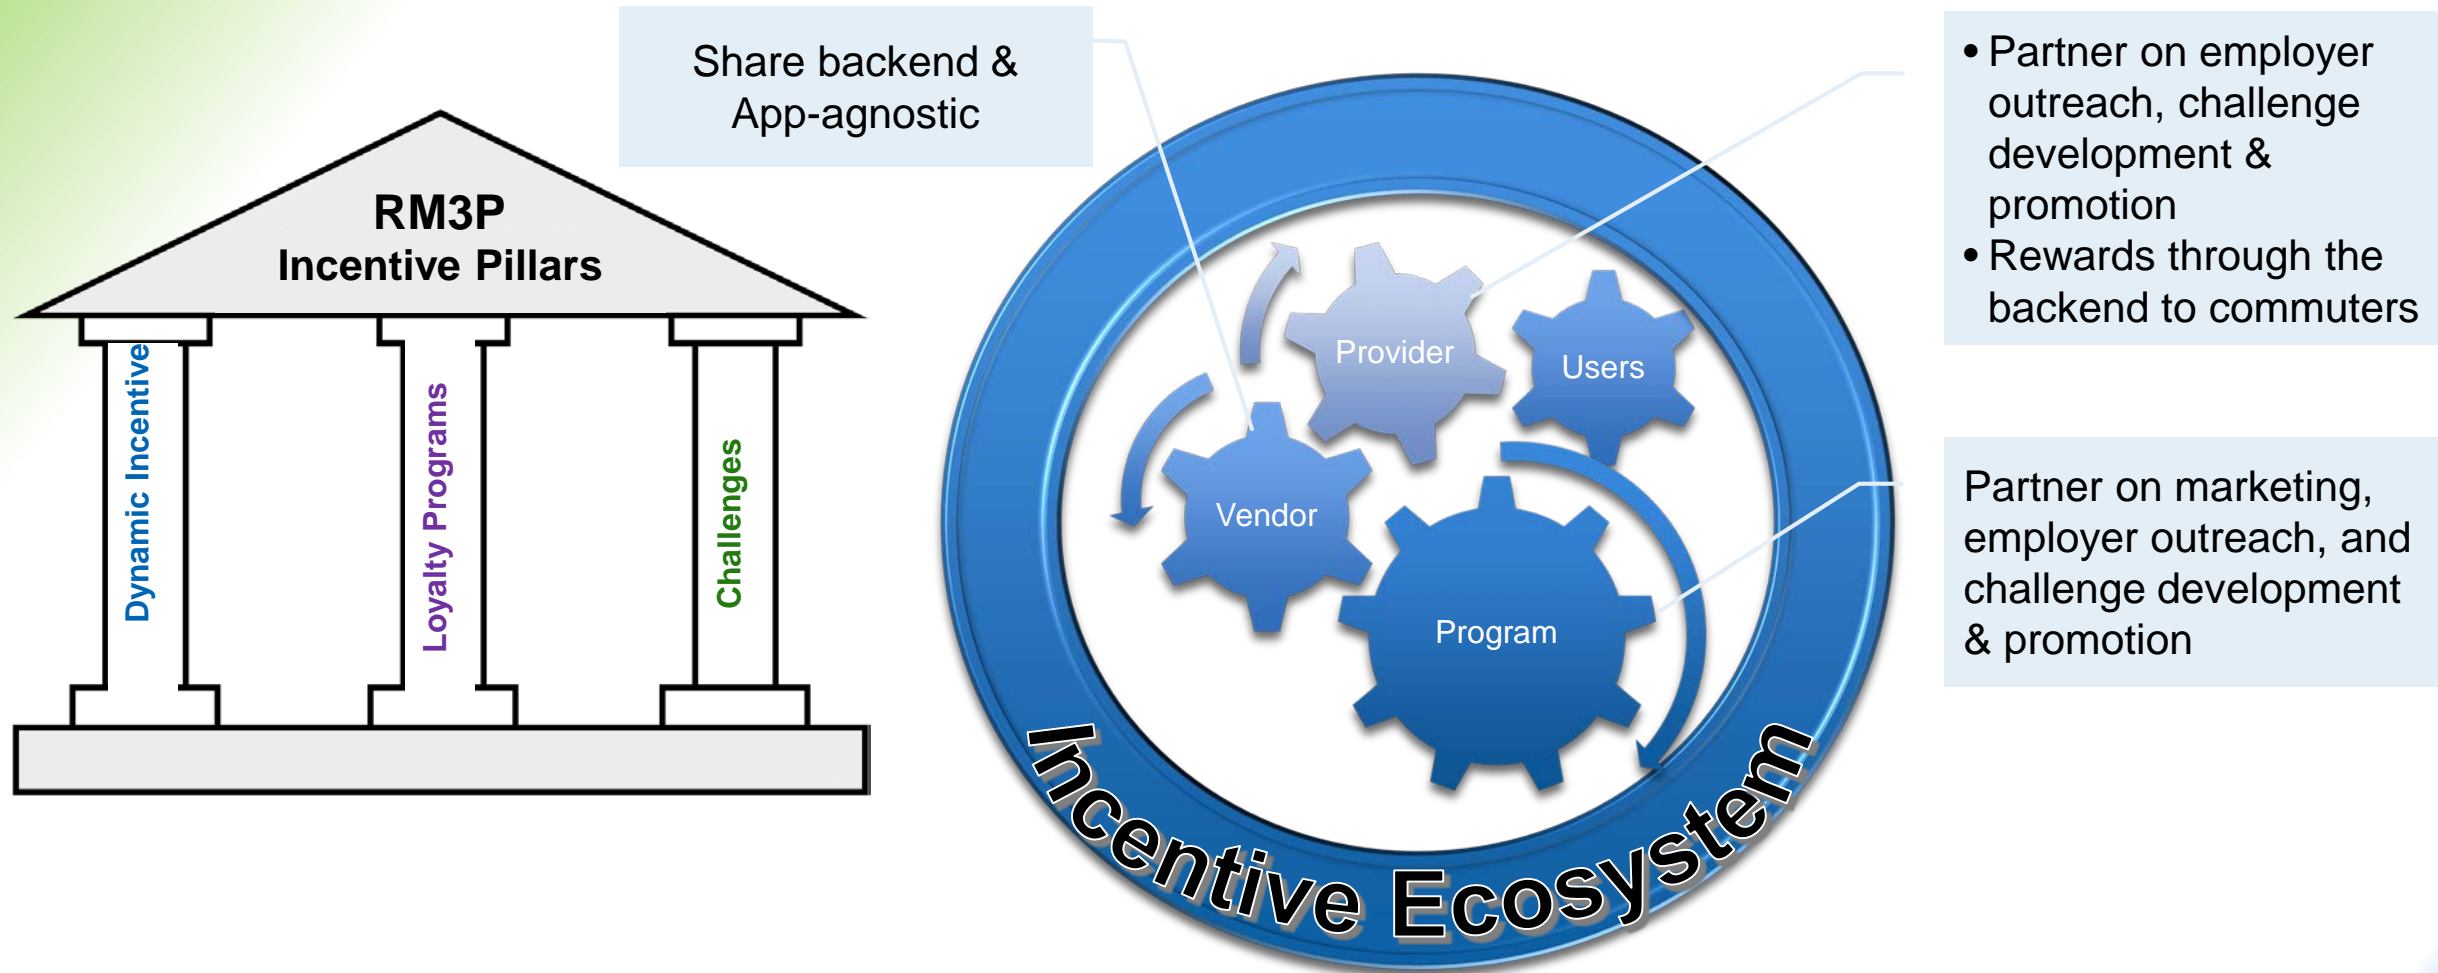 RM3P
Incentive Pillars
Dynamic Incentive
Loyalty Programs
Challenges
Share backend &
App-agnostic
Provider
Users
Vendor
Program
Incentive Ecosystem
• Partner on employer
outreach, challenge
development &
promotion
• Rewards through the
backend to commuters
Partner on marketing,
employer outreach, and
challenge development
& promotion